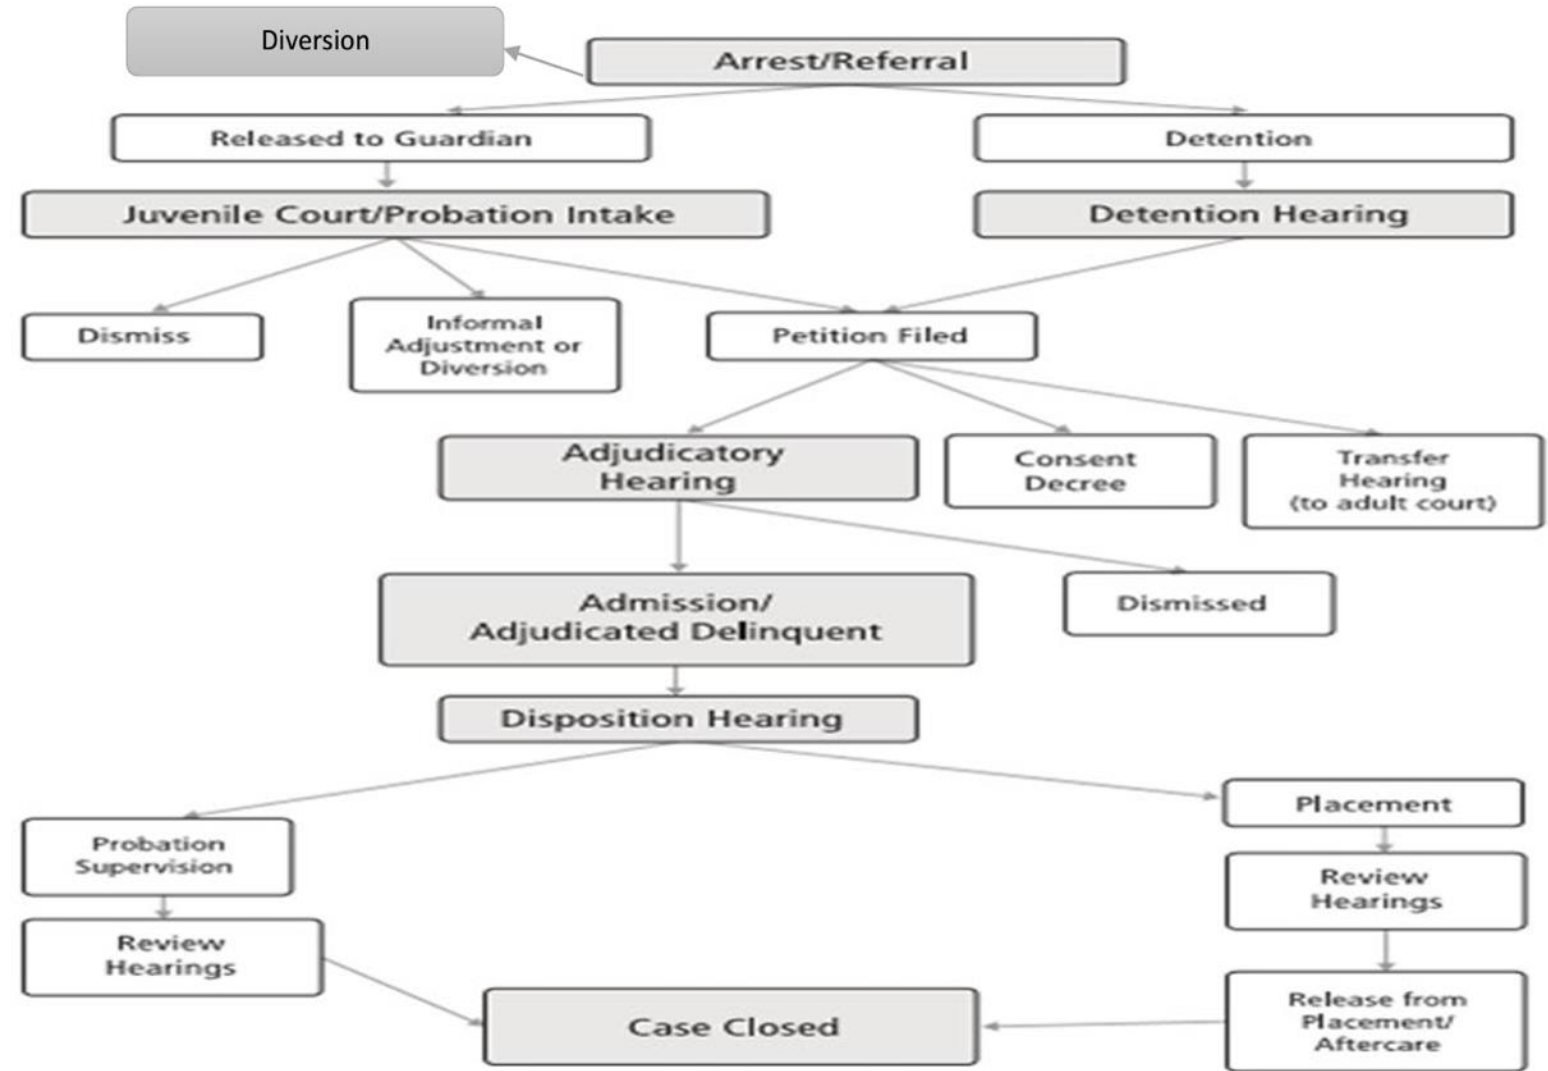 Diversion
Arrest/Referral
Released to Guardian
Detention
Juvenile Court/Probation Intake
Detention Hearing
Dismiss
Informal
Adjustment or
Diversion
Petition Filed
Adjudicatory
Hearing
Consent
Decree
Transfer
Hearing
(to adult court)
Admission/
Adjudicated Delinquent
Dismissed
Disposition Hearing
Probation
Supervision
Placement
Review
Hearings
Review
Hearings
Case Closed
Release from
Placement/
Aftercare